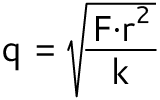 q = √(F·r²/k)